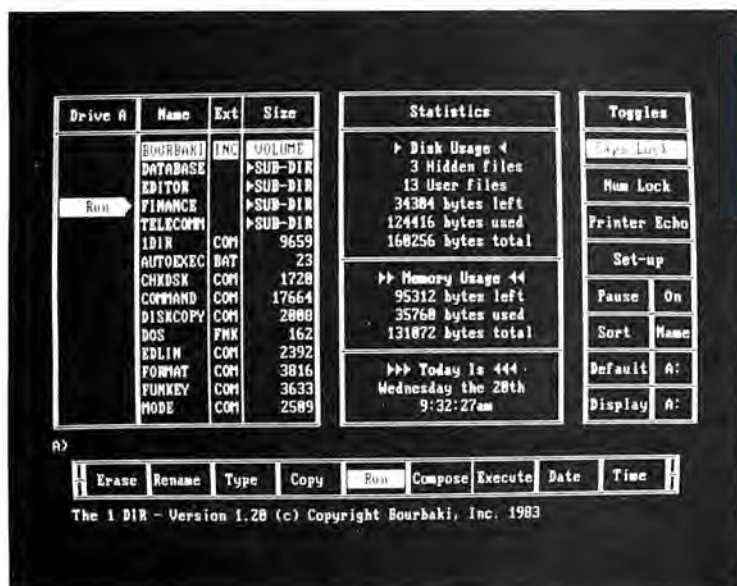 Drive A Name Ext Size
BOURBAKI INC VOLUME
DATABASE ►SUB-DIR
EDITOR ►SUB-DIR
Run FINANCE ►SUB-DIR
TELECOMM ►SUB-DIR
1DIR COM 9659
AUTOEXEC BAT 23
CHKDSK COM 1720
COMMAND COM 17664
DISKCOPY COM 2008
DOS FMK 162
EDLIN COM 2392
FORMAT COM 3816
FUNKEY COM 3633
MODE COM 2509
Statistics
► Disk Usage ◄
3 Hidden files
13 User files
34304 bytes left
124416 bytes used
160256 bytes total
►► Memory Usage ◄◄
95312 bytes left
35760 bytes used
131072 bytes total
►►► Today Is ◄◄◄
Wednesday the 20th
9:32:27am
Toggles
Caps Lock
Num Lock
Printer Echo
Set-up
Pause On
Sort Name
Default A:
Display A:
A>
Erase Rename Type Copy Run Compose Execute Date Time
The 1 DIR - Version 1.20 (c) Copyright Bourbaki, Inc. 1983